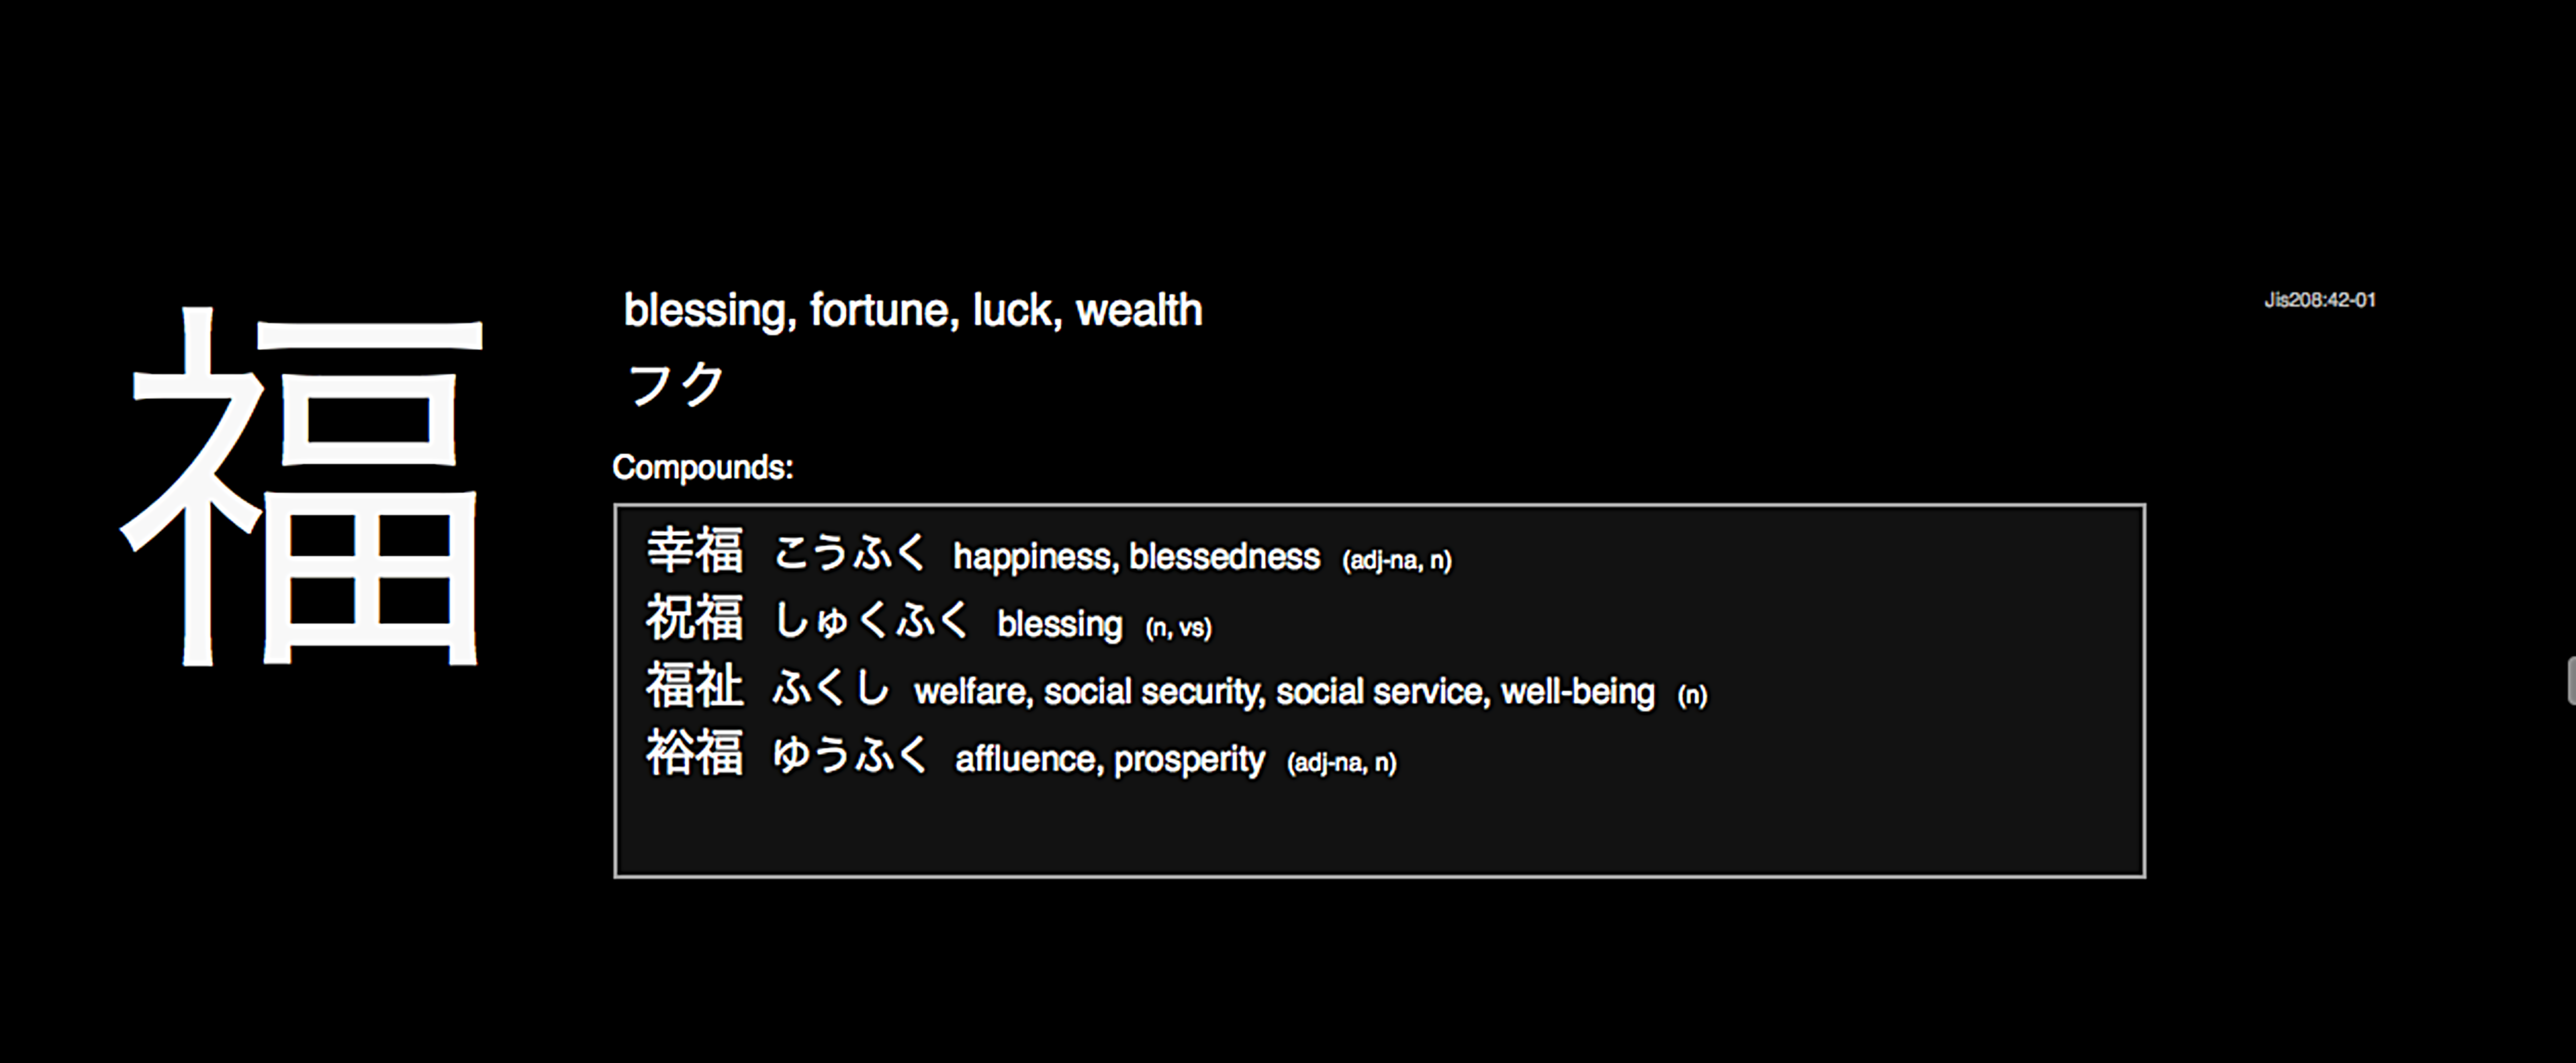 福
blessing, fortune, luck, wealth
Jis208:42-01
フク
Compounds:
幸福 こうふく happiness, blessedness (adj-na, n)
祝福 しゅくふく blessing (n, vs)
福祉 ふくし welfare, social security, social service, well-being (n)
裕福 ゆうふく affluence, prosperity (adj-na, n)